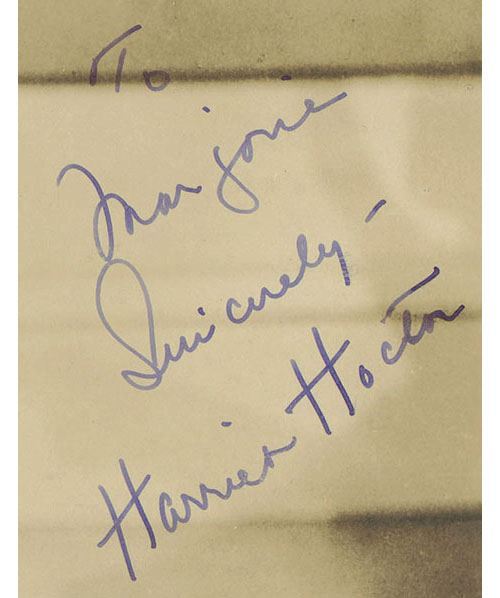 To
Marjorie
Sincerely -
Harriet Hoctor